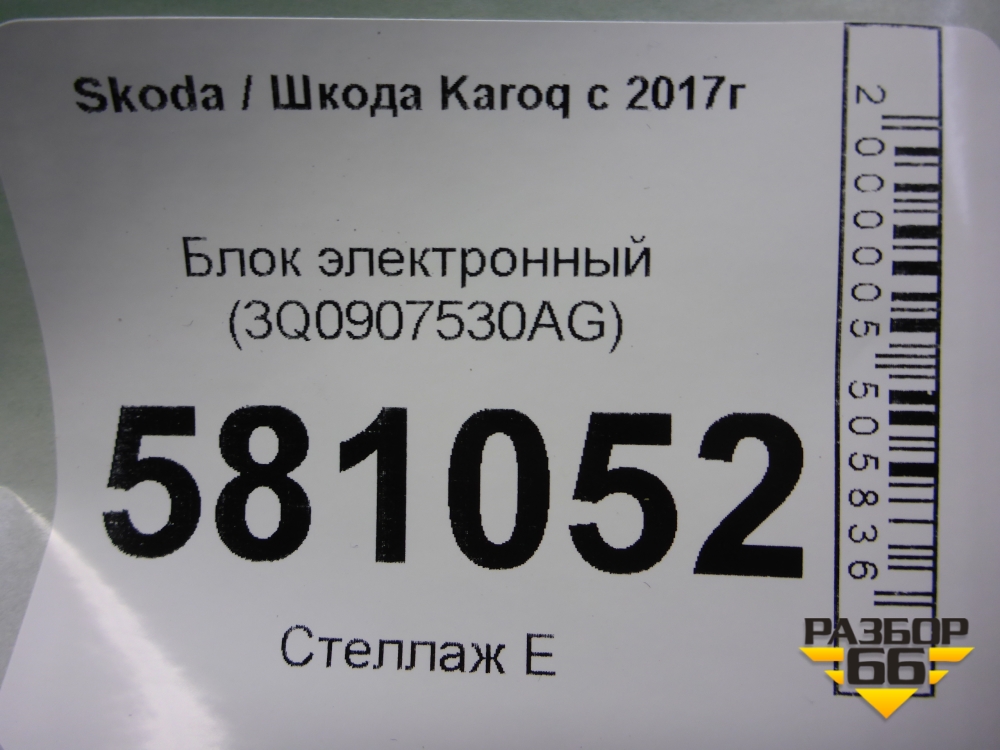 Skoda / Шкода Karoq с 2017г
Блок электронный
(3Q0907530AG)
581052
Стеллаж Е
2000005505836
РАЗБОР
66